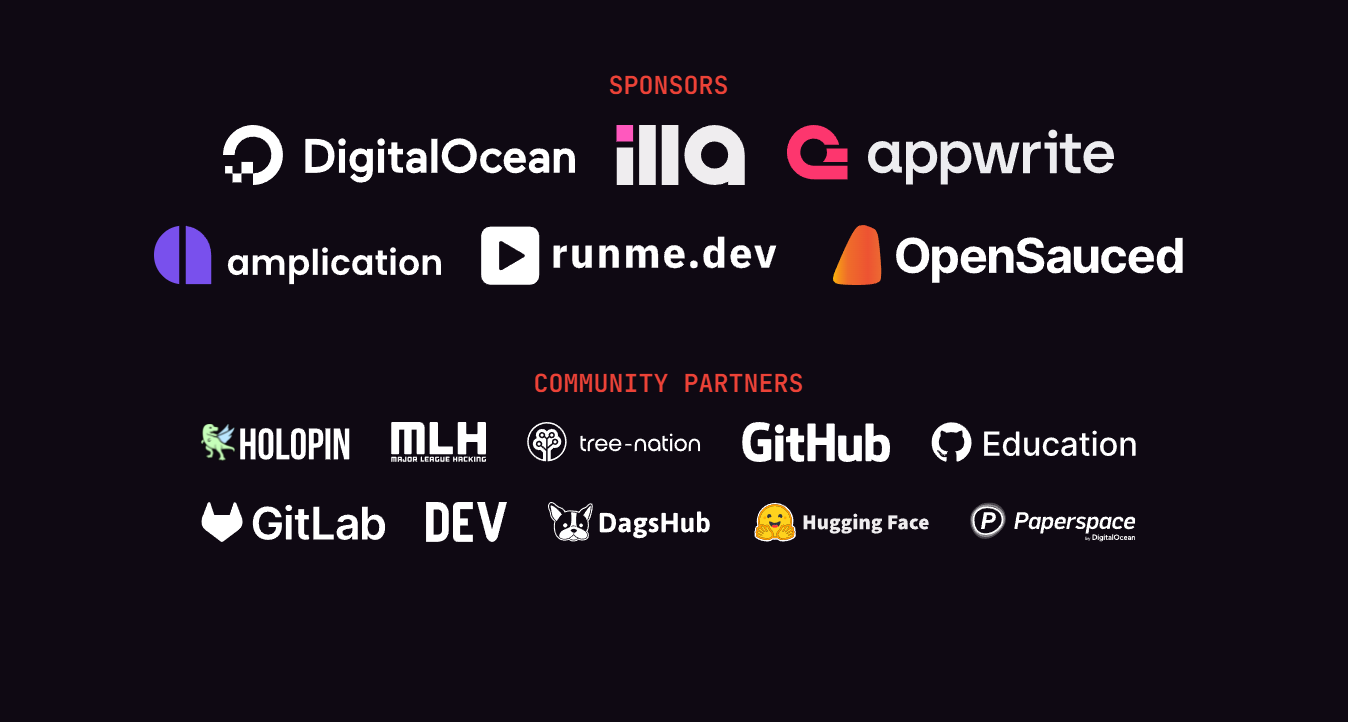 SPONSORS
DigitalOcean illa appwrite
amplication runme.dev OpenSauced
COMMUNITY PARTNERS
HOLOPIN MLH MAJOR LEAGUE HACKING tree-nation GitHub Education
GitLab DEV DagsHub Hugging Face P Paperspace by DigitalOcean